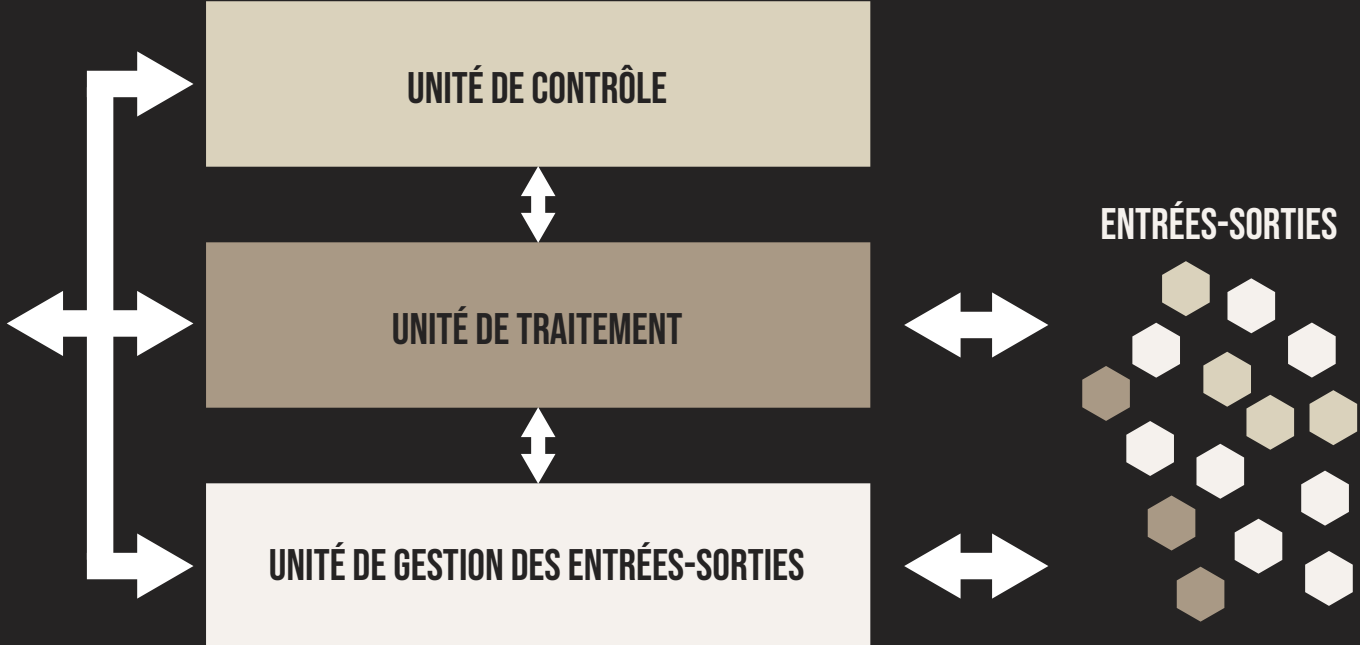 UNITÉ DE CONTRÔLE
ENTRÉES-SORTIES
UNITÉ DE TRAITEMENT
UNITÉ DE GESTION DES ENTRÉES-SORTIES